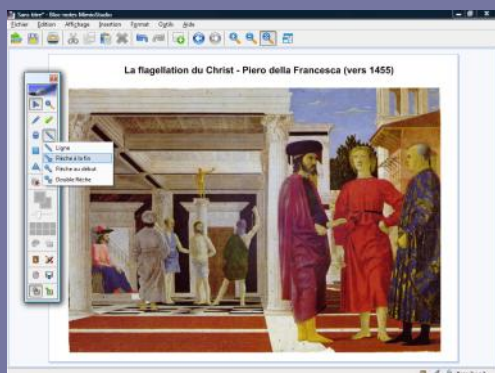 Sans titre* - Bloc-notes MimioStudio
Fichier Edition Affichage Insertion Format Outils Aide
La flagellation du Christ - Piero della Francesca (vers 1455)
Ligne
Flèche à la fin
Flèche au début
Double flèche